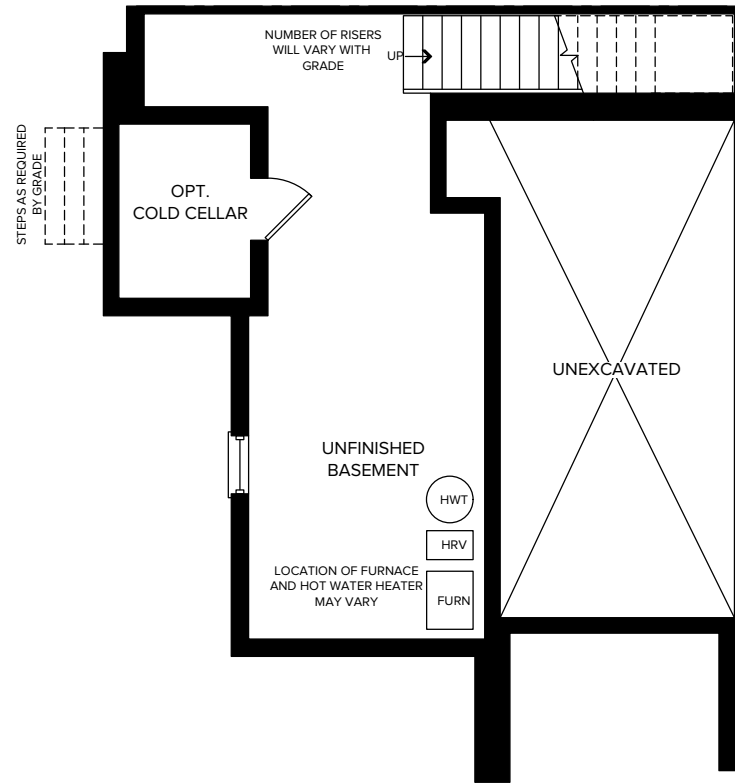 NUMBER OF RISERS
WILL VARY WITH
GRADE
UP
STEPS AS REQUIRED
BY GRADE
OPT.
COLD CELLAR
UNEXCAVATED
UNFINISHED
BASEMENT
HWT
HRV
LOCATION OF FURNACE
AND HOT WATER HEATER
MAY VARY
FURN